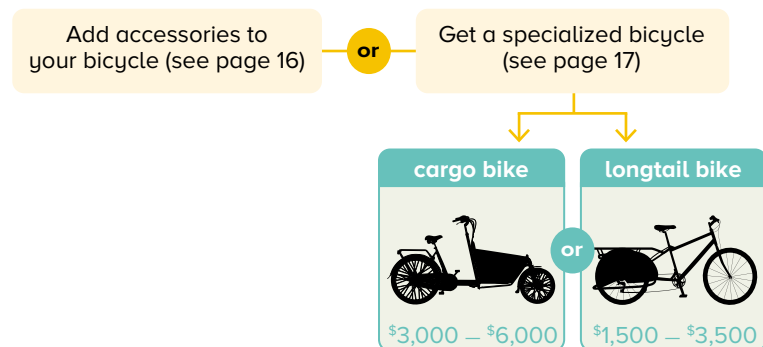 Add accessories to
your bicycle (see page 16)
or
Get a specialized bicycle
(see page 17)
cargo bike
or
longtail bike
$3,000 – $6,000
$1,500 – $3,500